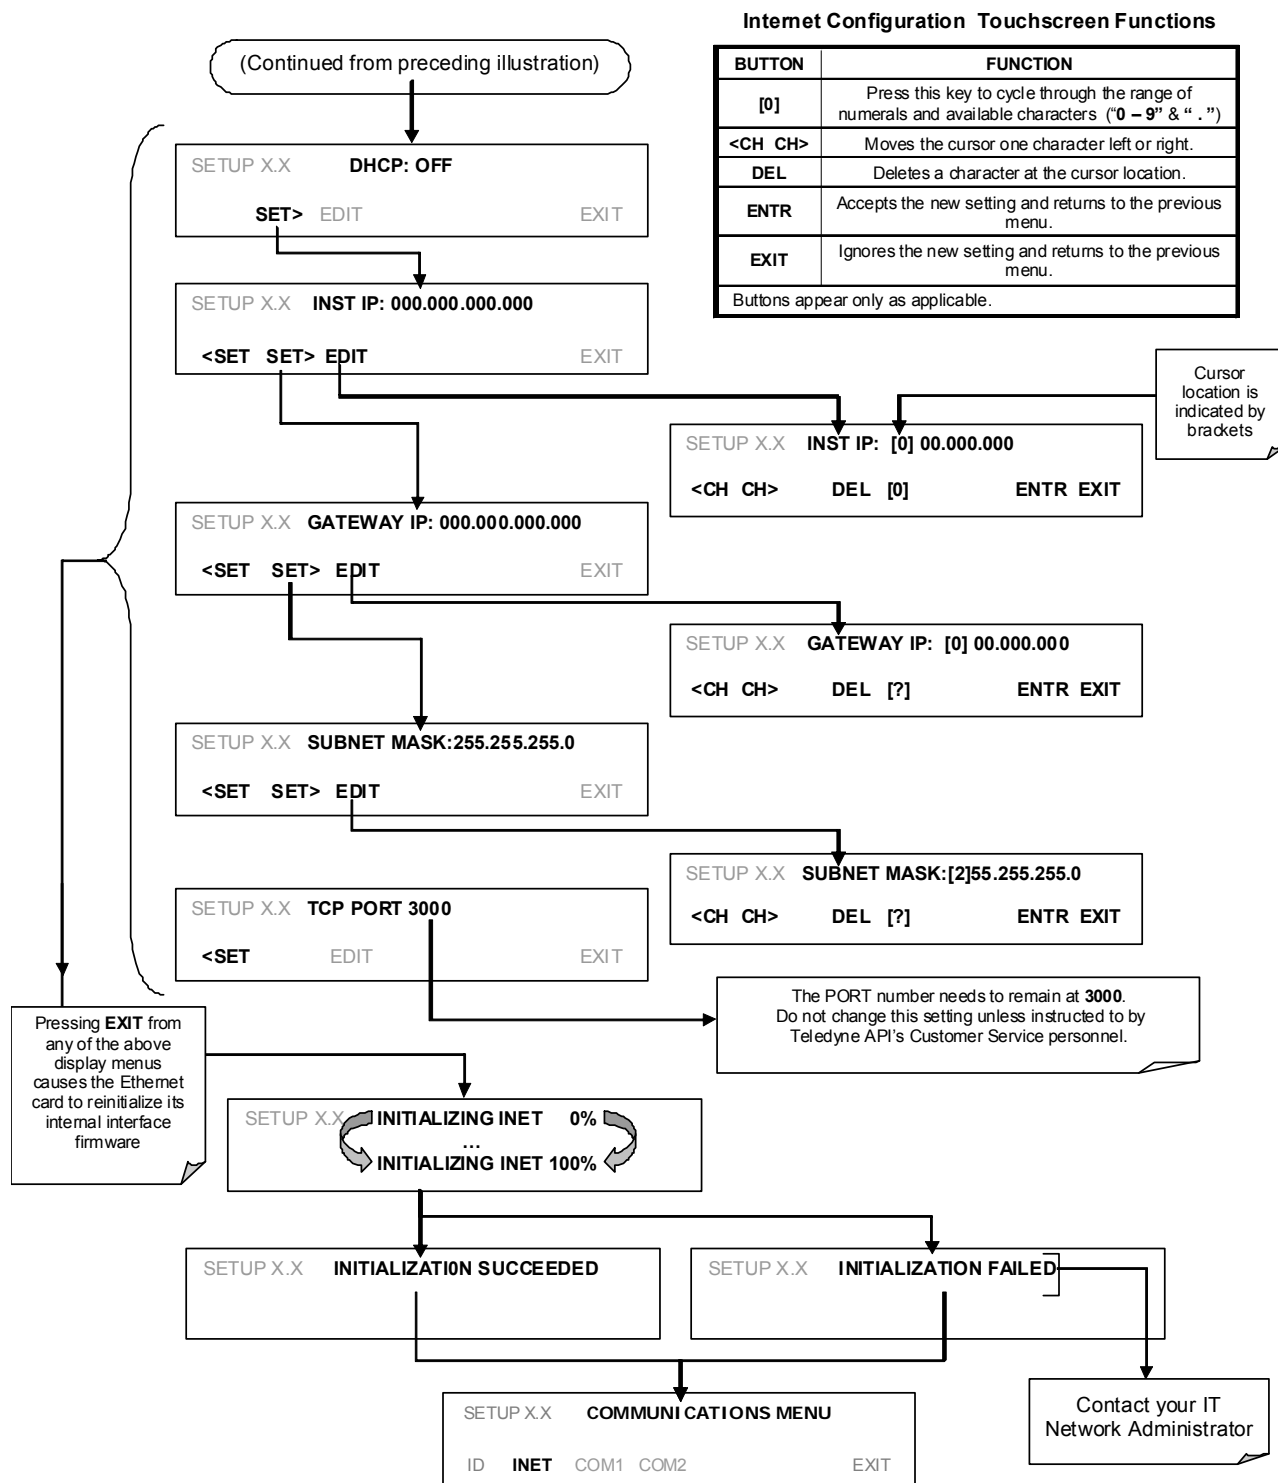 Internet Configuration Touchscreen Functions
BUTTON FUNCTION
[0] Press this key to cycle through the range of
numerals and available characters (“0 – 9” & “ . ”)
<CH CH> Moves the cursor one character left or right.
DEL Deletes a character at the cursor location.
ENTR Accepts the new setting and returns to the previous
menu.
EXIT Ignores the new setting and returns to the previous
menu.
Buttons appear only as applicable.
(Continued from preceding illustration)
SETUP X.X DHCP: OFF
SET> EDIT EXIT
SETUP X.X INST IP: 000.000.000.000
<SET SET> EDIT EXIT
Cursor
location is
indicated by
brackets
SETUP X.X INST IP: [0] 00.000.000
<CH CH> DEL [0] ENTR EXIT
SETUP X.X GATEWAY IP: 000.000.000.000
<SET SET> EDIT EXIT
SETUP X.X GATEWAY IP: [0] 00.000.000
<CH CH> DEL [?] ENTR EXIT
SETUP X.X SUBNET MASK:255.255.255.0
<SET SET> EDIT EXIT
SETUP X.X SUBNET MASK:[2]55.255.255.0
<CH CH> DEL [?] ENTR EXIT
SETUP X.X TCP PORT 3000
<SET EDIT EXIT
The PORT number needs to remain at 3000.
Do not change this setting unless instructed to by
Teledyne API’s Customer Service personnel.
Pressing EXIT from
any of the above
display menus
causes the Ethernet
card to reinitialize its
internal interface
firmware
SETUP X.X INITIALIZING INET 0%
…
INITIALIZING INET 100%
SETUP X.X INITIALIZATI0N SUCCEEDED
SETUP X.X INITIALIZATION FAILED
Contact your IT
Network Administrator
SETUP X.X COMMUNICATIONS MENU
ID INET COM1 COM2 EXIT